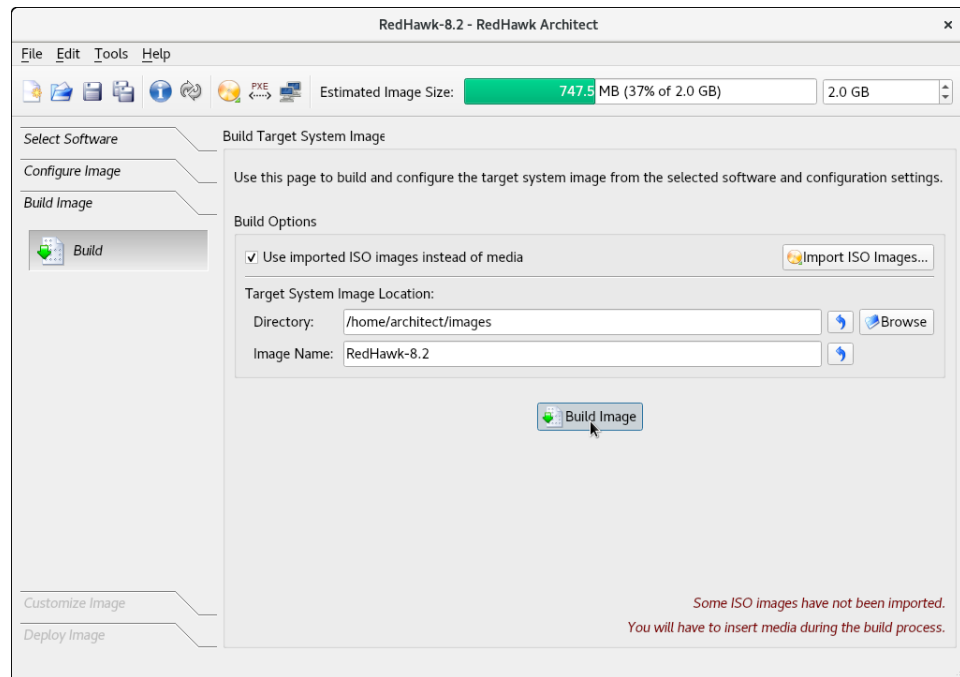 RedHawk-8.2 - RedHawk Architect
File Edit Tools Help
PXE
Estimated Image Size: 747.5 MB (37% of 2.0 GB) 2.0 GB
Select Software
Configure Image
Build Image
Build
Build Target System Image
Use this page to build and configure the target system image from the selected software and configuration settings.
Build Options
Use imported ISO images instead of media
Import ISO Images...
Target System Image Location:
Directory: /home/architect/images Browse
Image Name: RedHawk-8.2
Build Image
Customize Image
Deploy Image
Some ISO images have not been imported.
You will have to insert media during the build process.